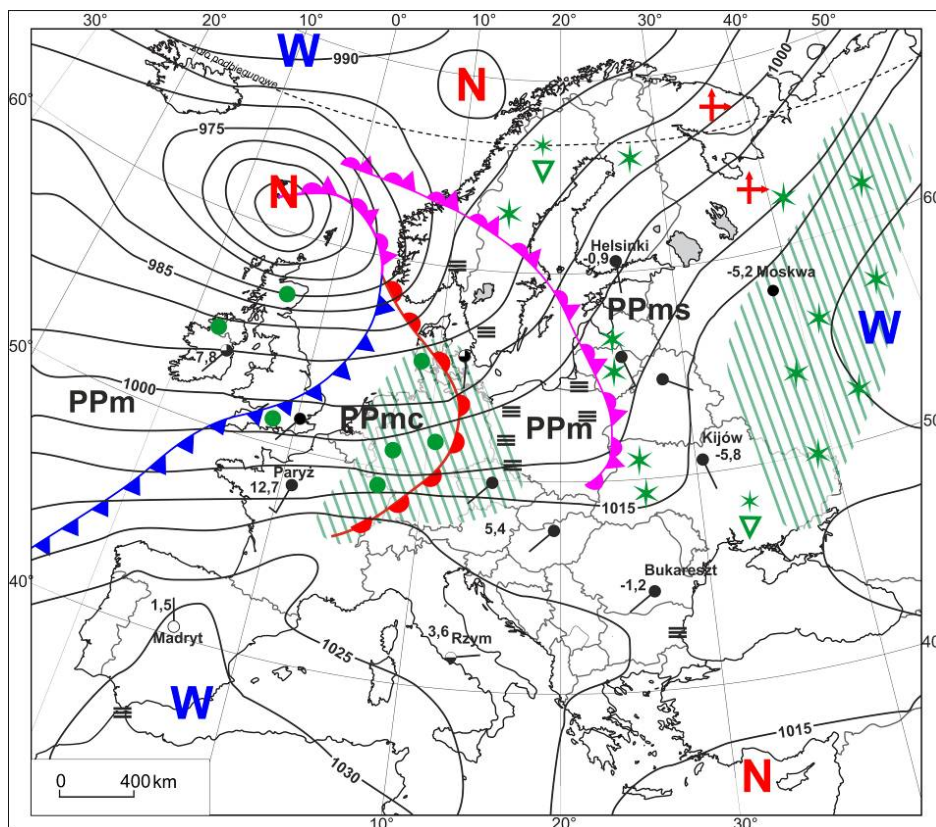 30°
20°
10°
0°
10°
20°
30°
40°
50°
W
990
1000
N
koło podbiegunowe
60°
975
N
60°
985
Helsinki
-0,9
-5,2 Moskwa
W
PPms
7,8
50°
PPm
1000
PPmc
PPm
Kijów
-5,8
50°
Paryż
12,7
1015
5,4
40°
Bukareszt
-1,2
1,5
Madryt
3,6 Rzym
1025
40°
W
1015
1030
N
0 400 km
10°
20°
30°